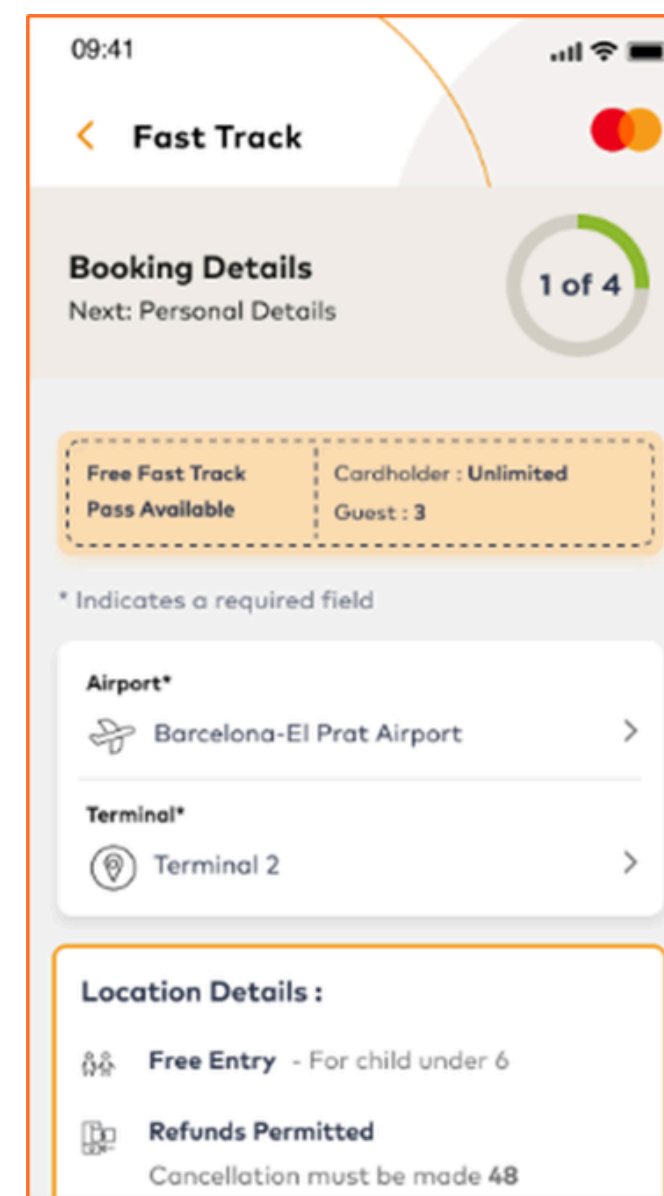 09:41
Fast Track
Booking Details
Next: Personal Details
1 of 4
Free Fast Track
Pass Available
Cardholder : Unlimited
Guest : 3
* Indicates a required field
Airport*
Barcelona-El Prat Airport
Terminal*
Terminal 2
Location Details :
Free Entry - For child under 6
Refunds Permitted
Cancellation must be made 48